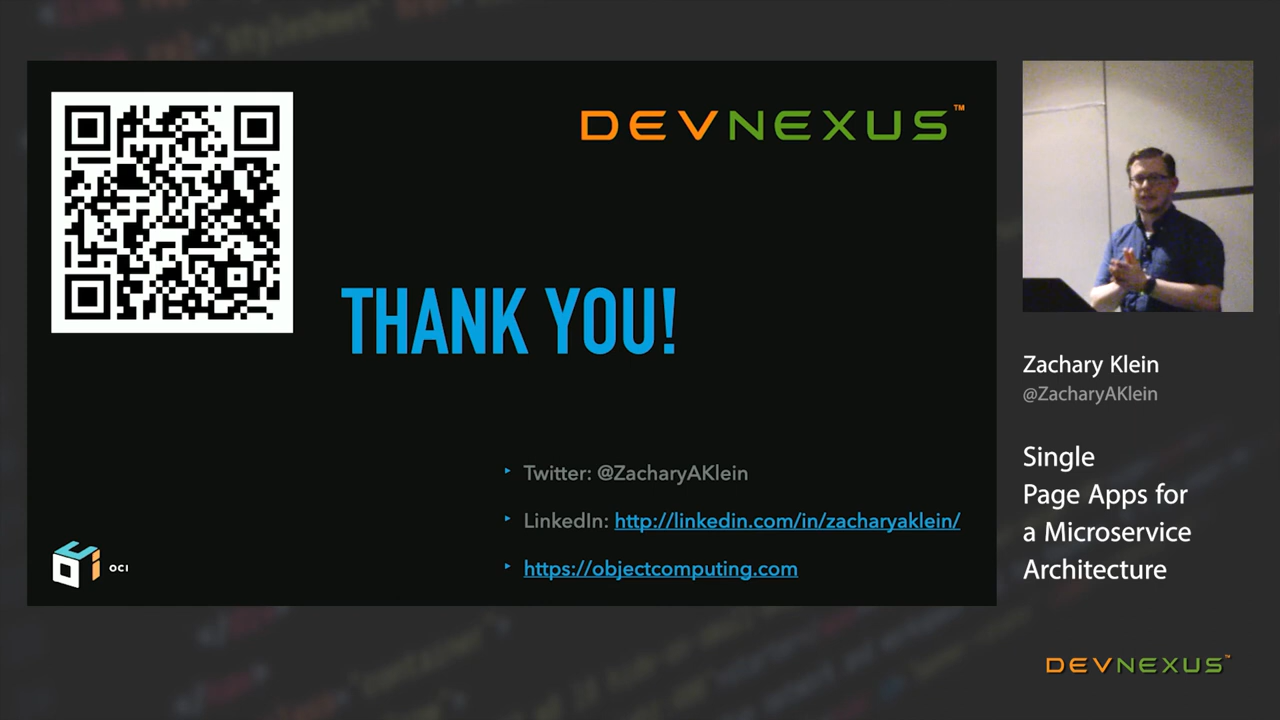 DEVNEXUS™
THANK YOU!
Twitter: @ZacharyAKlein
LinkedIn: http://linkedin.com/in/zacharyaklein/
https://objectcomputing.com
OCI
Zachary Klein
@ZacharyAKlein
Single
Page Apps for
a Microservice
Architecture
DEVNEXUS™